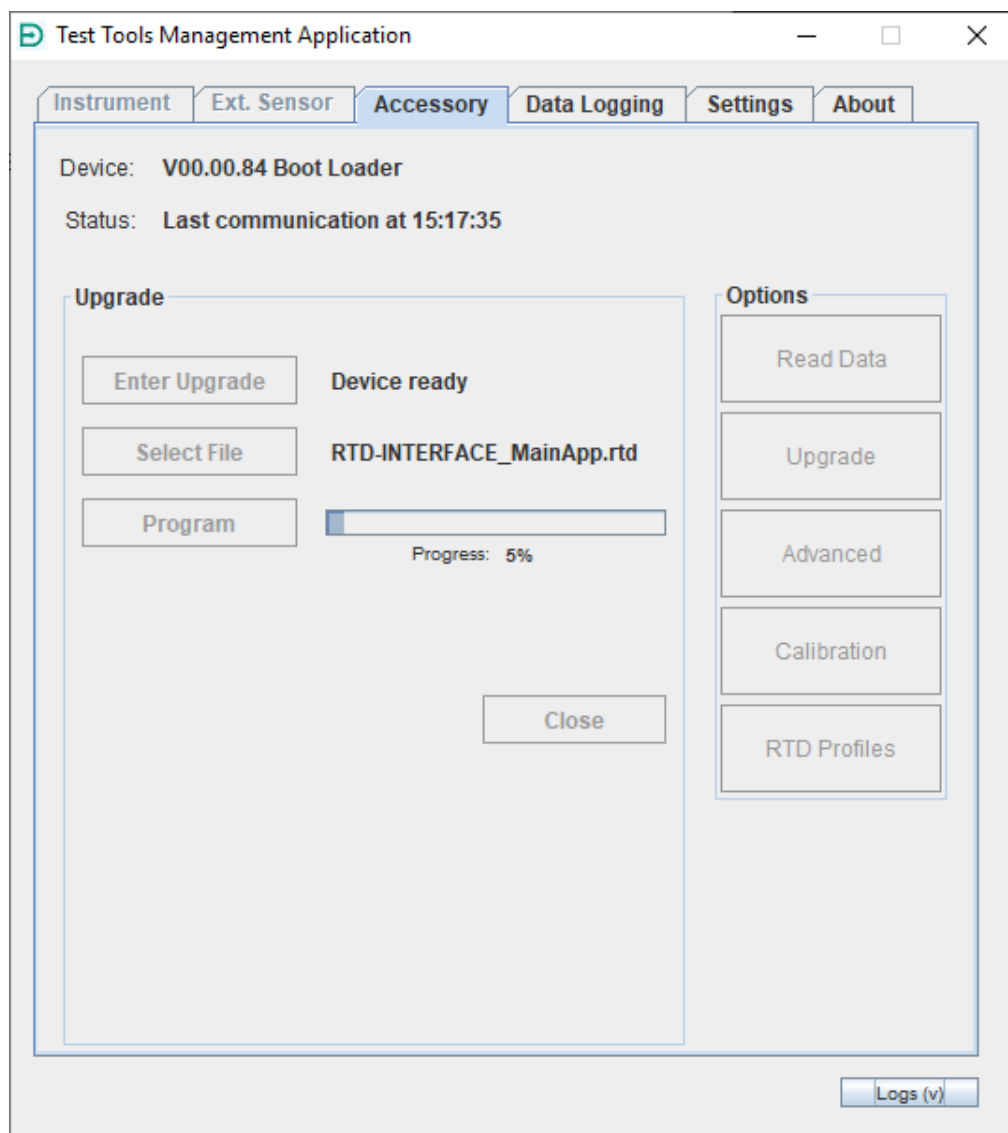 Test Tools Management Application
Instrument Ext. Sensor Accessory Data Logging Settings About
Device: V00.00.84 Boot Loader
Status: Last communication at 15:17:35
Upgrade
Enter Upgrade Device ready
Select File RTD-INTERFACE_MainApp.rtd
Program
Progress: 5%
Close
Options
Read Data
Upgrade
Advanced
Calibration
RTD Profiles
Logs (v)